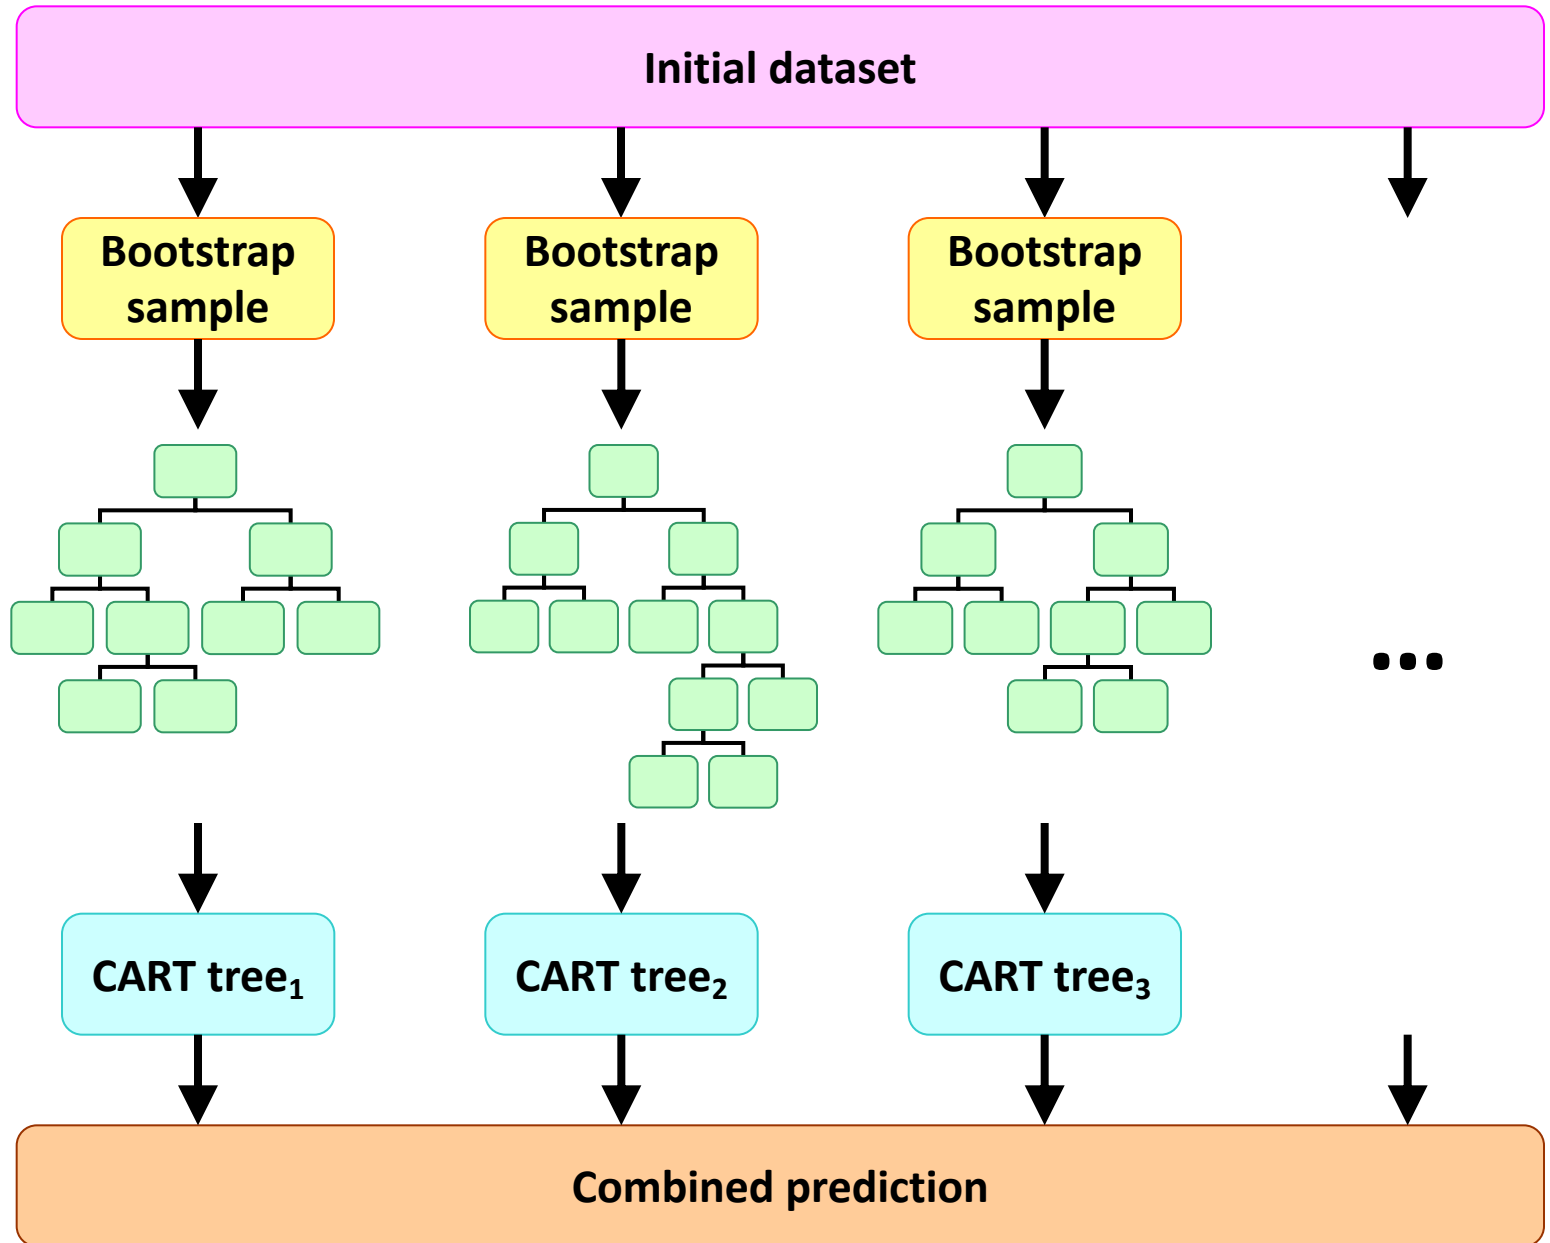 Initial dataset
Bootstrap
sample
Bootstrap
sample
Bootstrap
sample
...
CART tree₁
CART tree₂
CART tree₃
Combined prediction